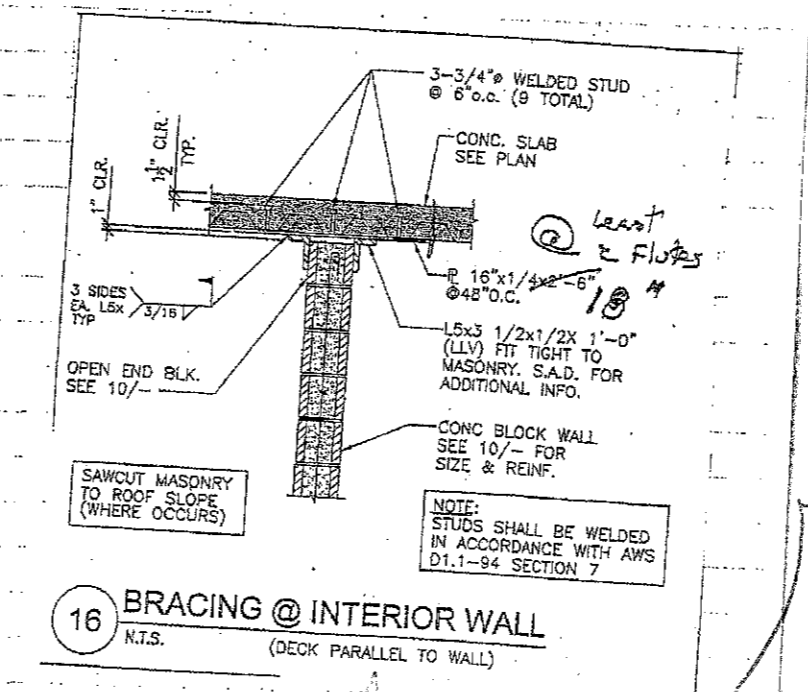 3-3/4"ø WELDED STUD
@ 6"o.c. (9 TOTAL)
CONC. SLAB
SEE PLAN
1" CLR.
1 1/2" CLR.
TYP.
@ Least
2 Flutes
18"
PL 16"x1/4x2'-6"
@48"O.C.
3 SIDES
EA. L5x
TYP
3/16
L5x3 1/2x1/2X 1'-0"
(LLV) FIT TIGHT TO
MASONRY. S.A.D. FOR
ADDITIONAL INFO.
OPEN END BLK.
SEE 10/-
CONC BLOCK WALL
SEE 10/- FOR
SIZE & REINF.
SAWCUT MASONRY
TO ROOF SLOPE
(WHERE OCCURS)
NOTE:
STUDS SHALL BE WELDED
IN ACCORDANCE WITH AWS
D1.1-94 SECTION 7
16 BRACING @ INTERIOR WALL
N.T.S. (DECK PARALLEL TO WALL)